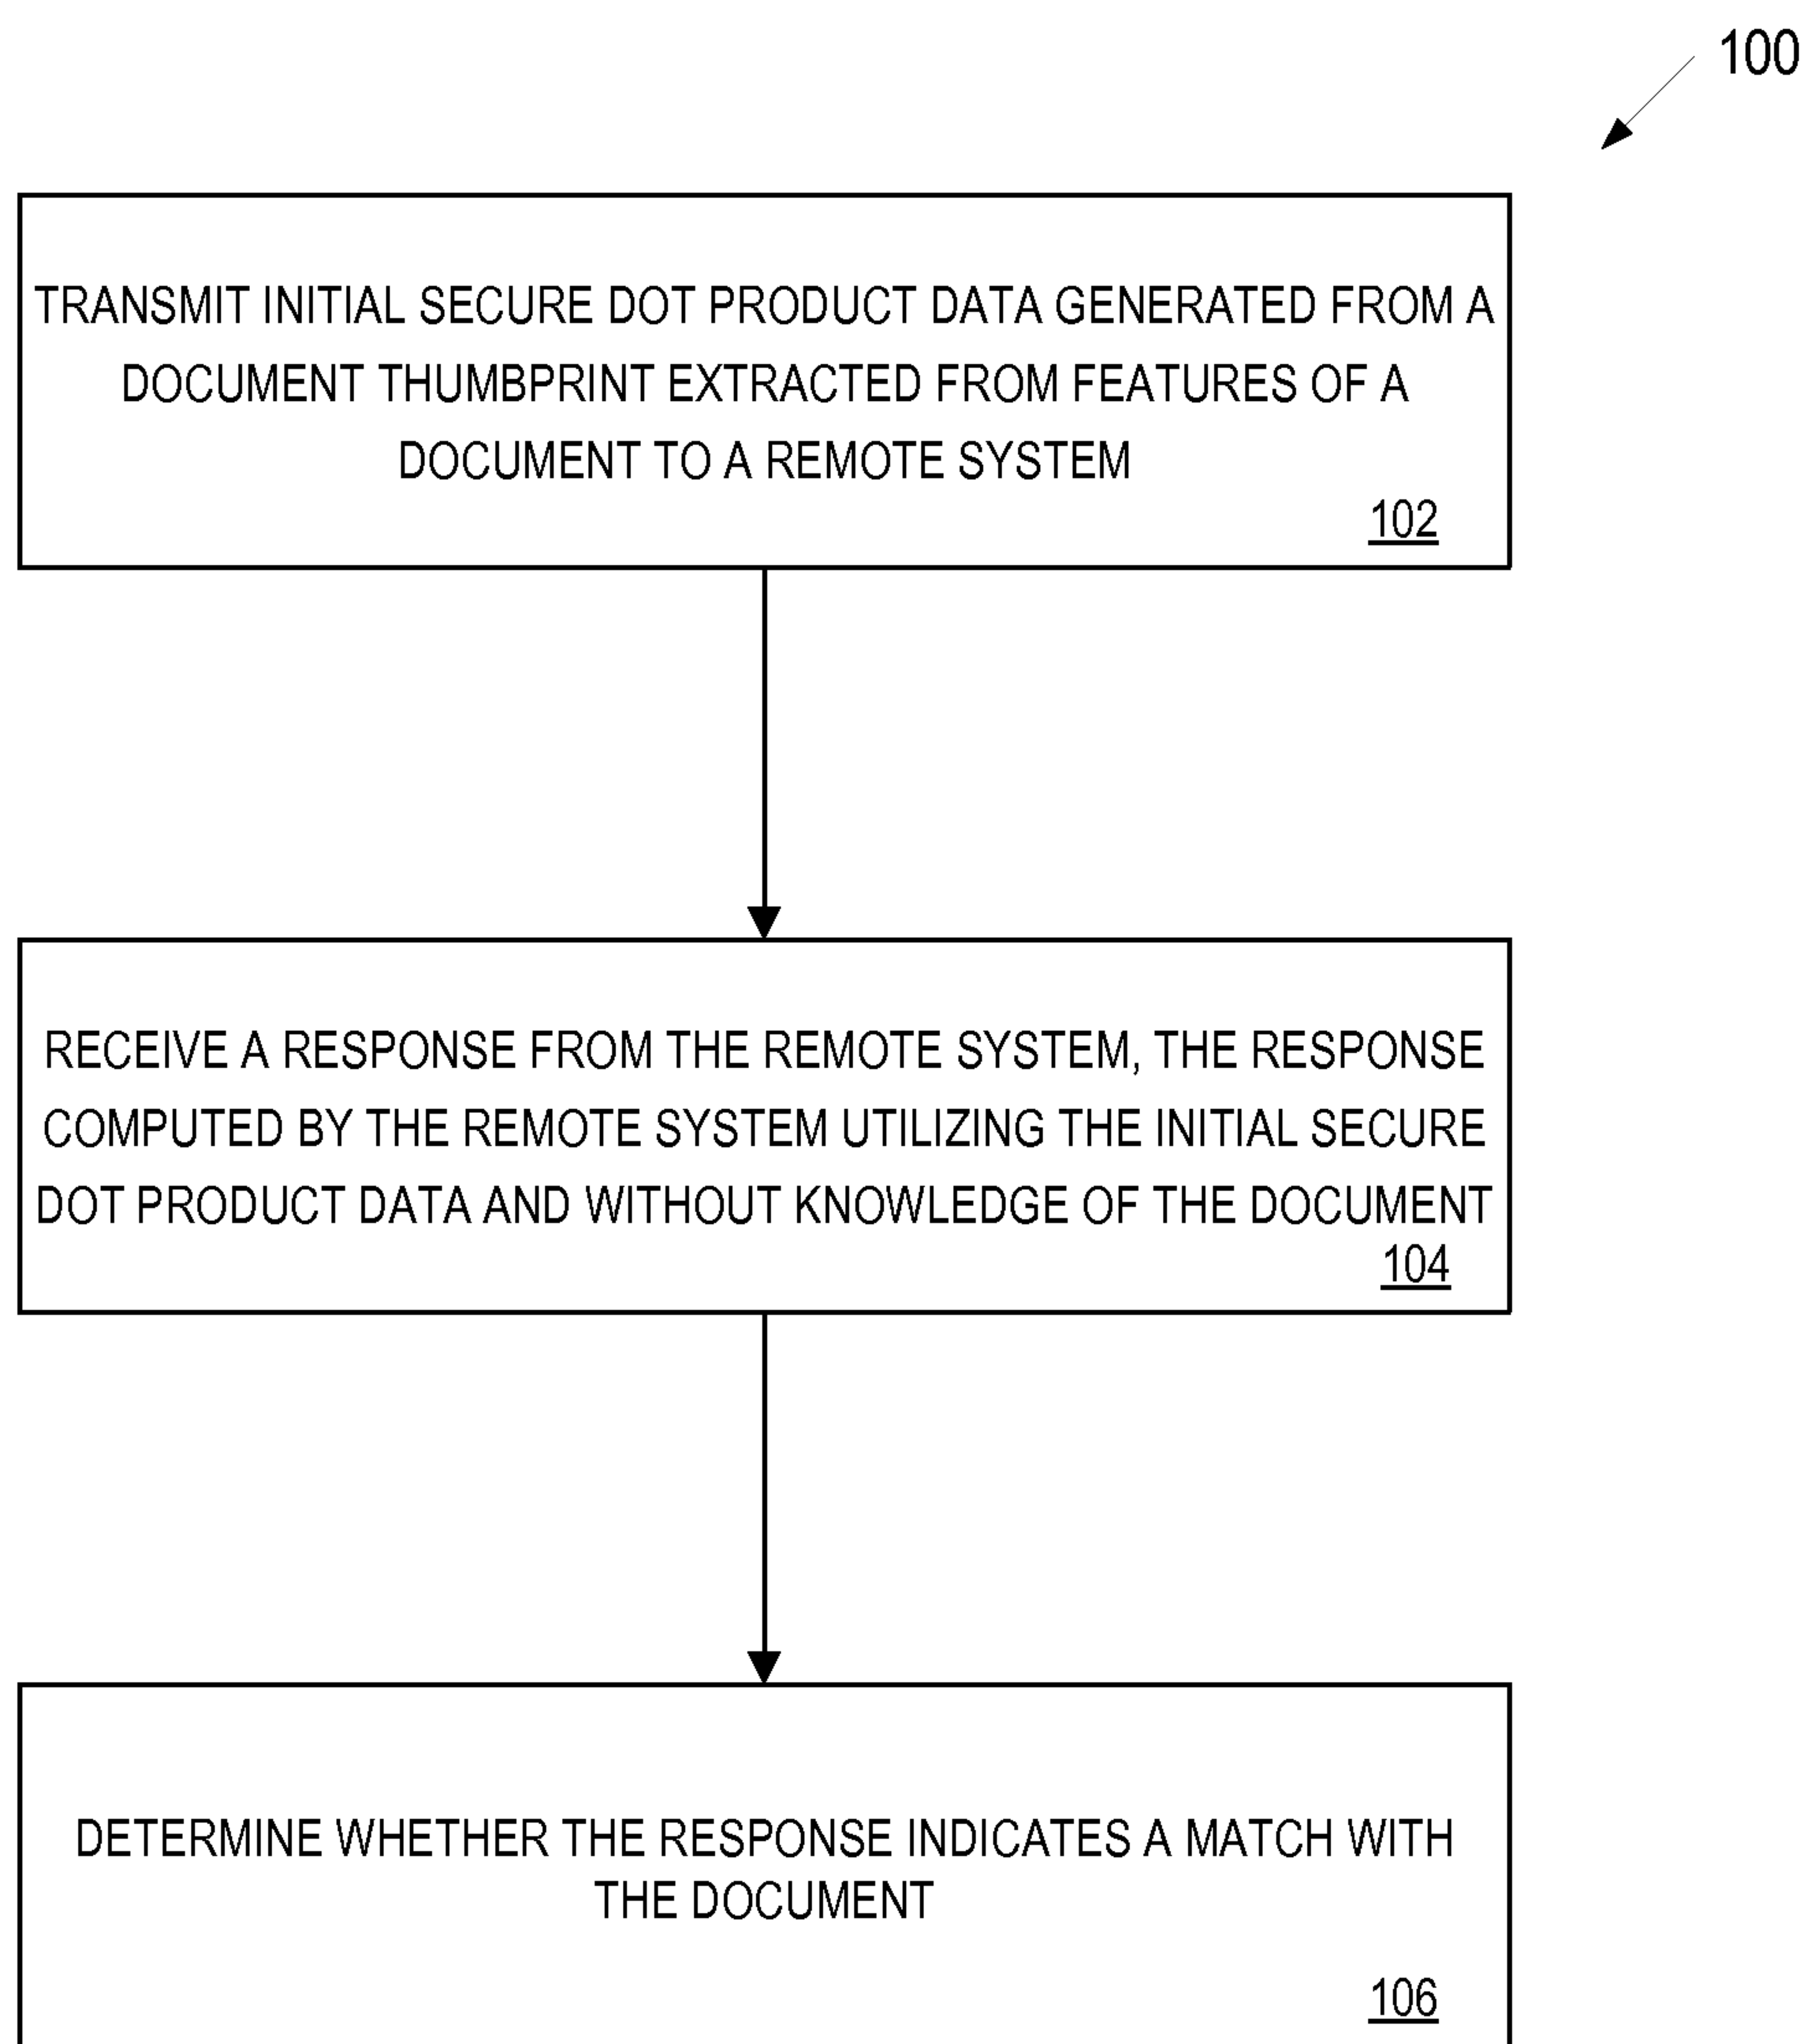 100
TRANSMIT INITIAL SECURE DOT PRODUCT DATA GENERATED FROM A
DOCUMENT THUMBPRINT EXTRACTED FROM FEATURES OF A
DOCUMENT TO A REMOTE SYSTEM
102
RECEIVE A RESPONSE FROM THE REMOTE SYSTEM, THE RESPONSE
COMPUTED BY THE REMOTE SYSTEM UTILIZING THE INITIAL SECURE
DOT PRODUCT DATA AND WITHOUT KNOWLEDGE OF THE DOCUMENT
104
DETERMINE WHETHER THE RESPONSE INDICATES A MATCH WITH
THE DOCUMENT
106